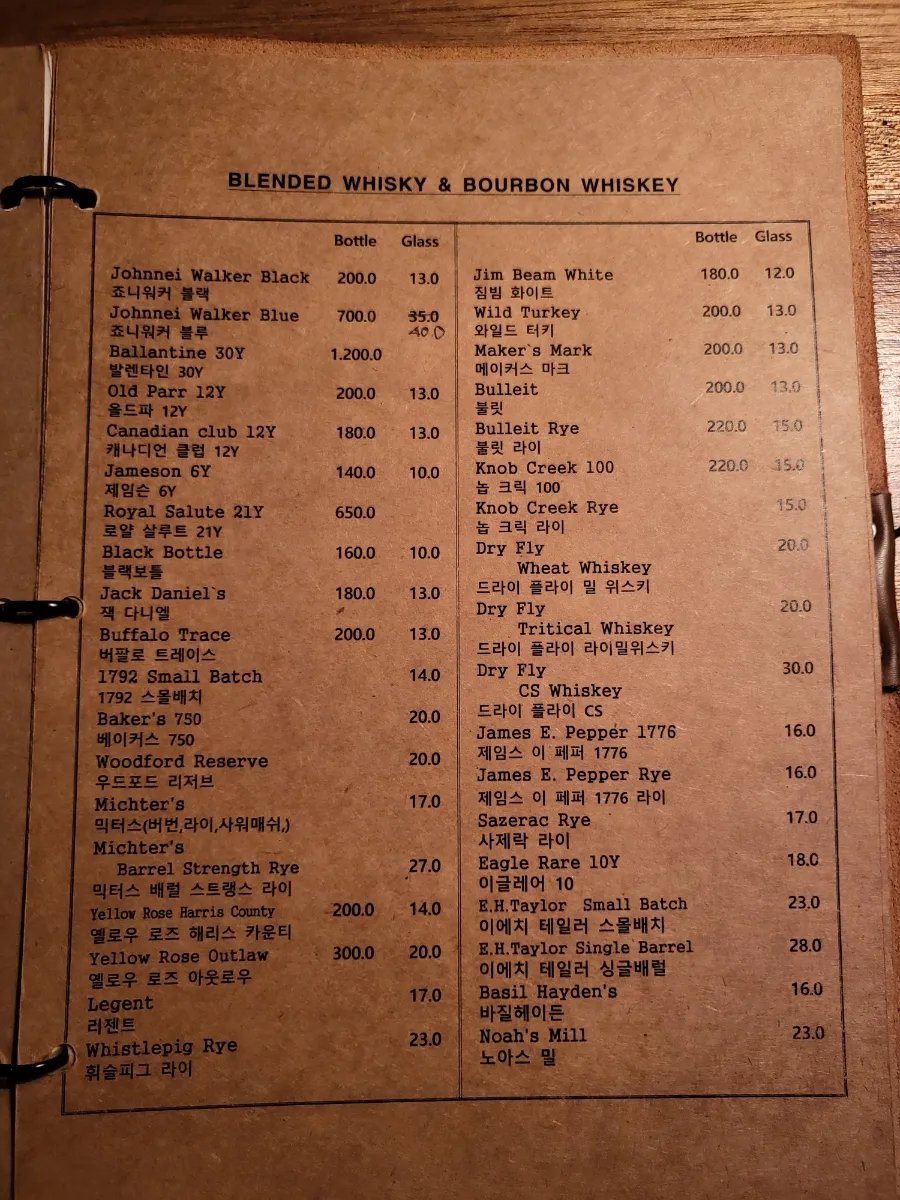 BLENDED WHISKY & BOURBON WHISKEY
Bottle Glass
Johnnei Walker Black 200.0 13.0
죠니워커 블랙
Johnnei Walker Blue 700.0 35.0
죠니워커 블루 40.0
Ballantine 30Y 1.200.0
발렌타인 30Y
Old Parr 12Y 200.0 13.0
올드파 12Y
Canadian club 12Y 180.0 13.0
캐나디언 클럽 12Y
Jameson 6Y 140.0 10.0
제임슨 6Y
Royal Salute 21Y 650.0
로얄 살루트 21Y
Black Bottle 160.0 10.0
블랙보틀
Jack Daniel`s 180.0 13.0
잭 다니엘
Buffalo Trace 200.0 13.0
버팔로 트레이스
1792 Small Batch 14.0
1792 스몰배치
Baker's 750 20.0
베이커스 750
Woodford Reserve 20.0
우드포드 리저브
Michter's 17.0
믹터스(버번,라이,사워매쉬,)
Michter's
Barrel Strength Rye 27.0
믹터스 배럴 스트랭스 라이
Yellow Rose Harris County 200.0 14.0
옐로우 로즈 해리스 카운티
Yellow Rose Outlaw 300.0 20.0
옐로우 로즈 아웃로우
Legent 17.0
리젠트
Whistlepig Rye 23.0
휘슬피그 라이
Bottle Glass
Jim Beam White 180.0 12.0
짐빔 화이트
Wild Turkey 200.0 13.0
와일드 터키
Maker`s Mark 200.0 13.0
메이커스 마크
Bulleit 200.0 13.0
불릿
Bulleit Rye 220.0 15.0
불릿 라이
Knob Creek 100 220.0 15.0
놉 크릭 100
Knob Creek Rye 15.0
놉 크릭 라이
Dry Fly 20.0
Wheat Whiskey
드라이 플라이 밀 위스키
Dry Fly 20.0
Tritical Whiskey
드라이 플라이 라이밀위스키
Dry Fly 30.0
CS Whiskey
드라이 플라이 CS
James E. Pepper 1776 16.0
제임스 이 페퍼 1776
James E. Pepper Rye 16.0
제임스 이 페퍼 1776 라이
Sazerac Rye 17.0
사제락 라이
Eagle Rare 10Y 18.0
이글레어 10
E.H.Taylor Small Batch 23.0
이에치 테일러 스몰배치
E.H.Taylor Single Barrel 28.0
이에치 테일러 싱글배럴
Basil Hayden's 16.0
바질헤이든
Noah's Mill 23.0
노아스 밀